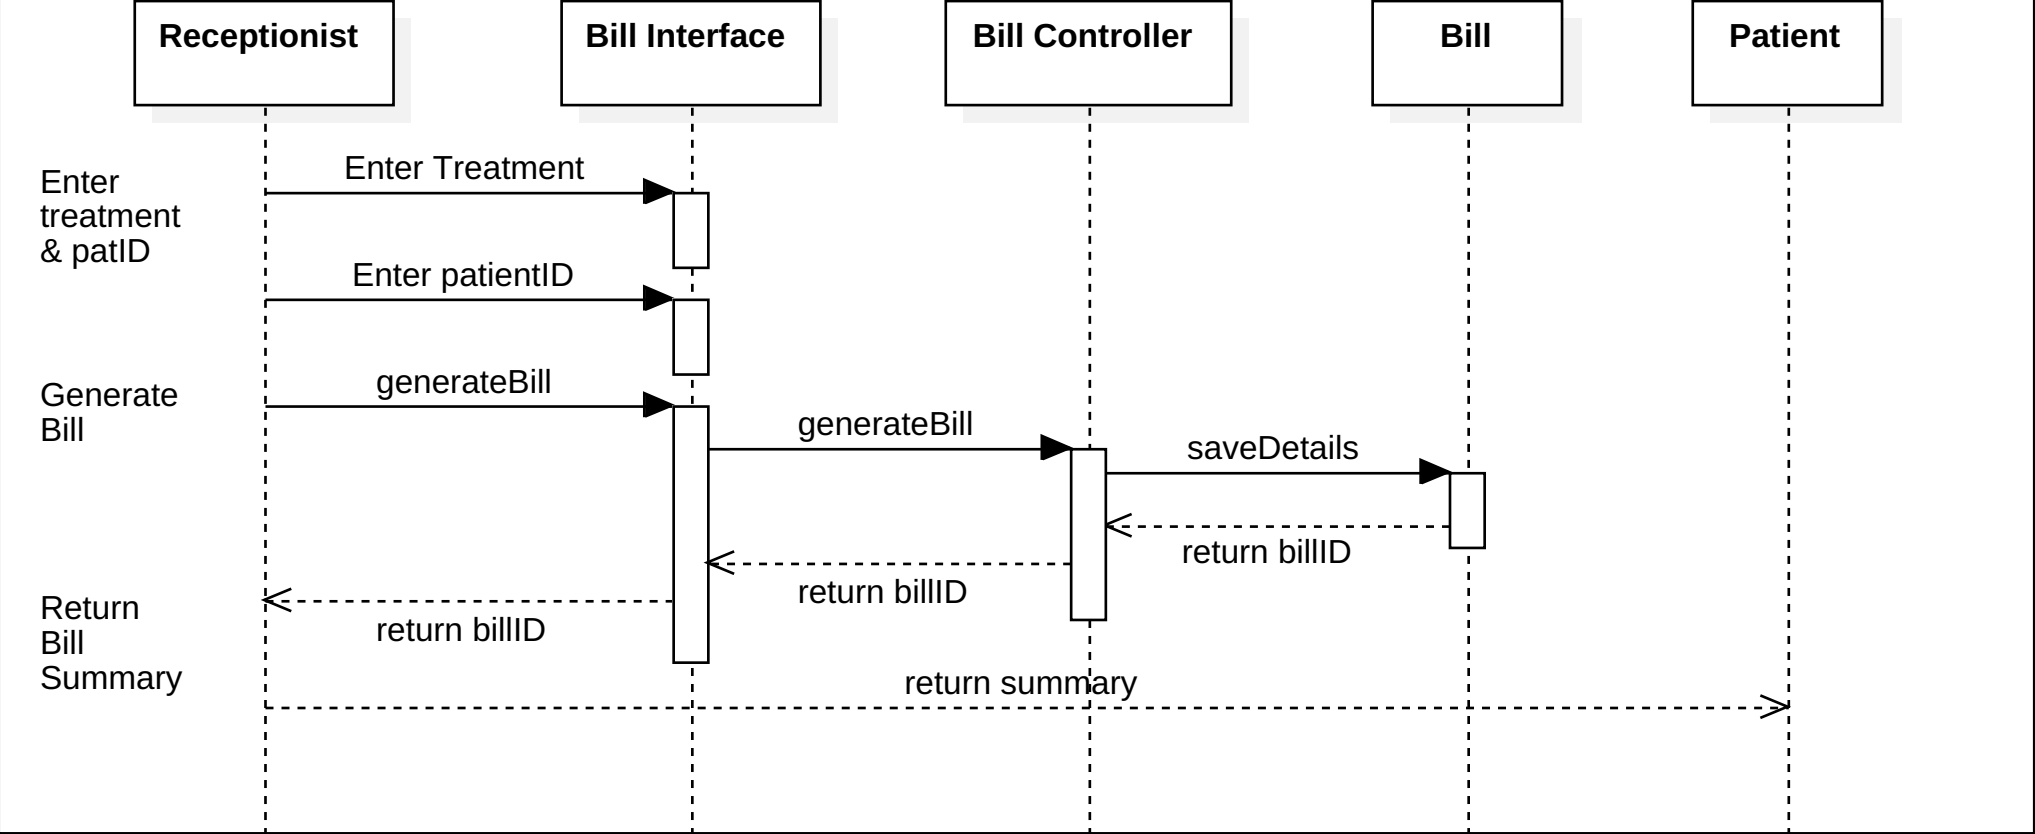 Receptionist
Bill Interface
Bill Controller
Bill
Patient
Enter Treatment
Enter
treatment
& patID
Enter patientID
generateBill
Generate
Bill
generateBill
saveDetails
return billID
return billID
return billID
Return
Bill
Summary
return summary